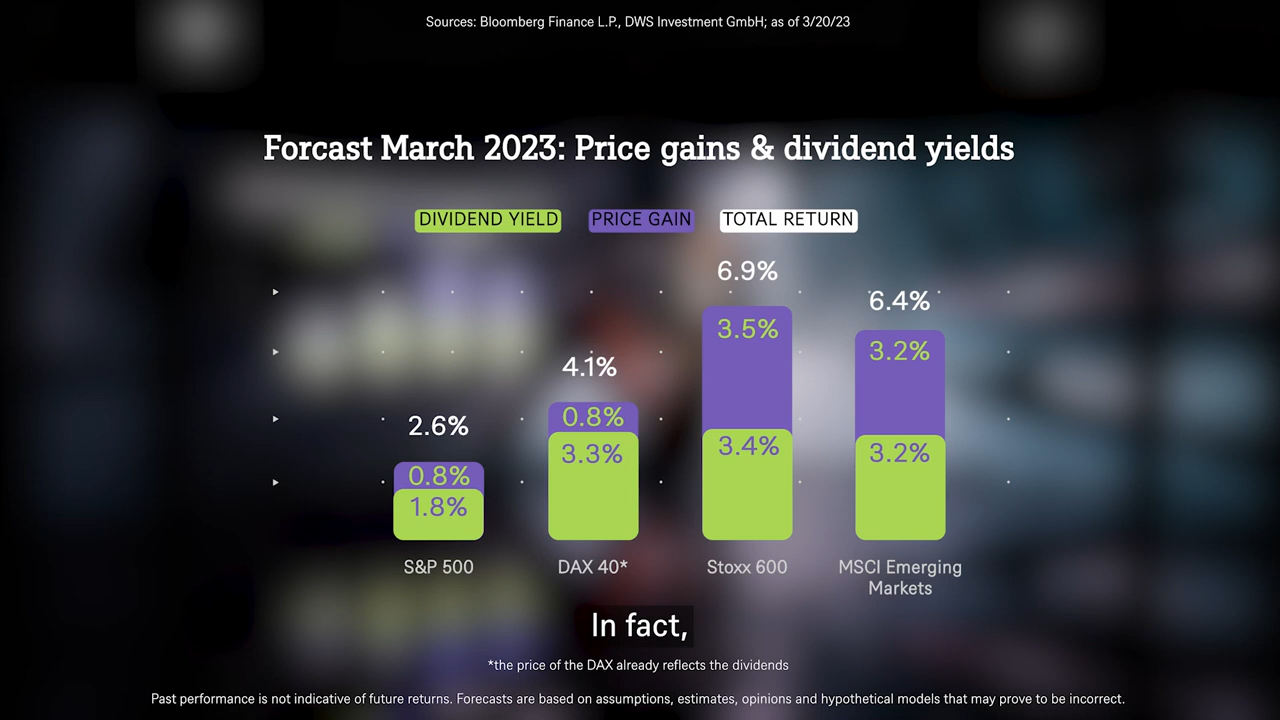 Sources: Bloomberg Finance L.P., DWS Investment GmbH; as of 3/20/23
Forcast March 2023: Price gains & dividend yields
DIVIDEND YIELD PRICE GAIN TOTAL RETURN
6.9%
6.4%
3.5%
3.2%
4.1%
0.8%
2.6%
3.4%
3.3%
3.2%
0.8%
1.8%
S&P 500 DAX 40* Stoxx 600 MSCI Emerging
Markets
In fact,
*the price of the DAX already reflects the dividends
Past performance is not indicative of future returns. Forecasts are based on assumptions, estimates, opinions and hypothetical models that may prove to be incorrect.